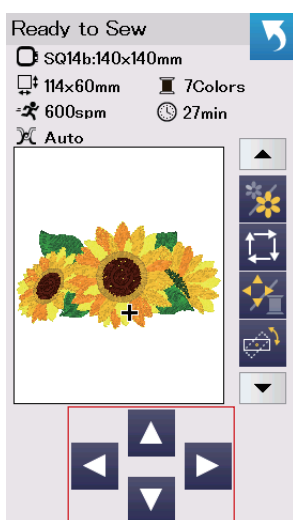 Ready to Sew
SQ14b:140x140mm
114x60mm 7Colors
600spm 27min
Auto